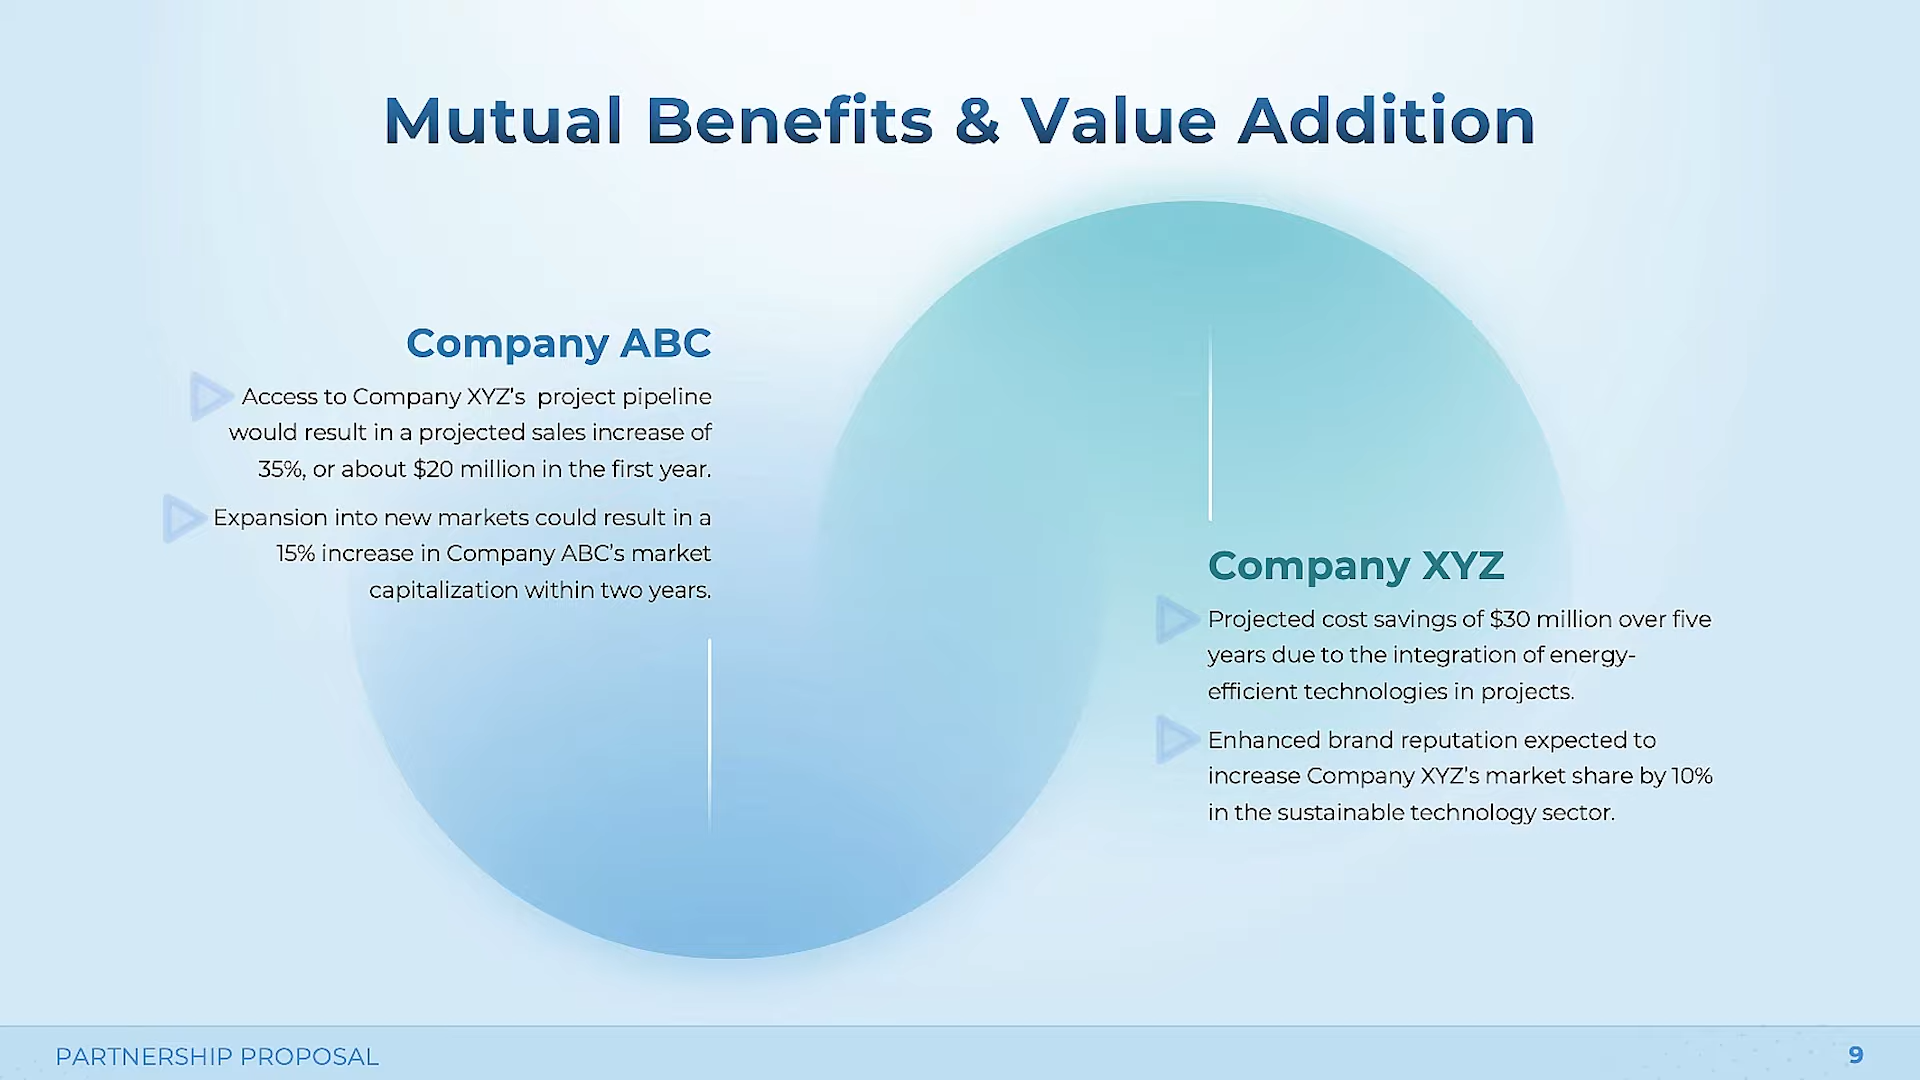 Mutual Benefits & Value Addition
Company ABC
Access to Company XYZ's  project pipeline
would result in a projected sales increase of
35%, or about $20 million in the first year.
Expansion into new markets could result in a
15% increase in Company ABC's market
capitalization within two years.
Company XYZ
Projected cost savings of $30 million over five
years due to the integration of energy-
efficient technologies in projects.
Enhanced brand reputation expected to
increase Company XYZ's market share by 10%
in the sustainable technology sector.
PARTNERSHIP PROPOSAL
9